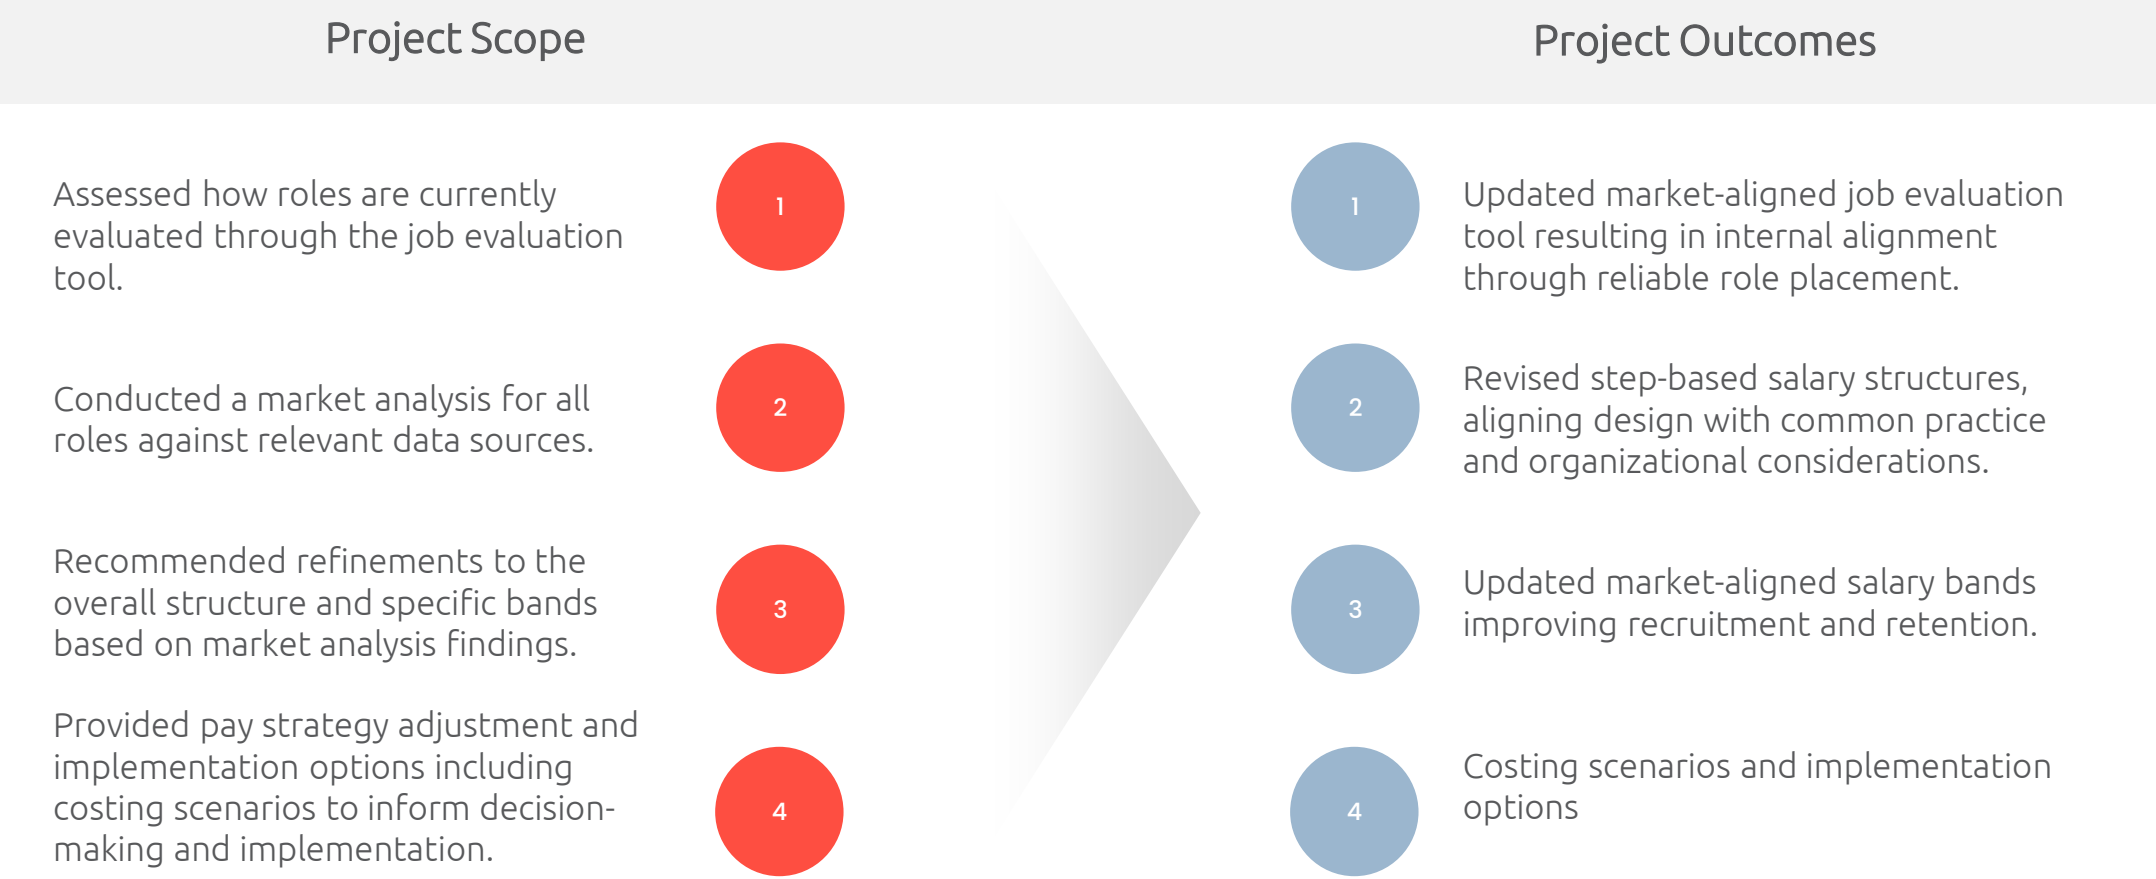 Project Scope
Project Outcomes
Assessed how roles are currently
evaluated through the job evaluation
tool.
1
1
Updated market-aligned job evaluation
tool resulting in internal alignment
through reliable role placement.
Conducted a market analysis for all
roles against relevant data sources.
2
2
Revised step-based salary structures,
aligning design with common practice
and organizational considerations.
Recommended refinements to the
overall structure and specific bands
based on market analysis findings.
3
3
Updated market-aligned salary bands
improving recruitment and retention.
Provided pay strategy adjustment and
implementation options including
costing scenarios to inform decision-
making and implementation.
4
4
Costing scenarios and implementation
options